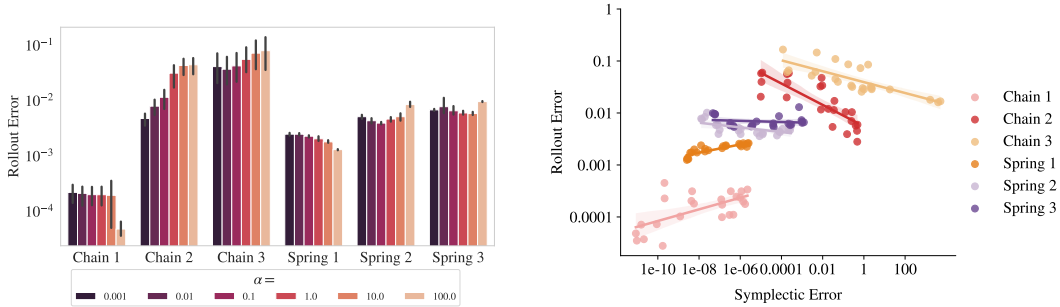 Rollout Error
10⁻¹
10⁻²
10⁻³
10⁻⁴
Chain 1 Chain 2 Chain 3 Spring 1 Spring 2 Spring 3
α =
0.001 0.01 0.1 1.0 10.0 100.0
Rollout Error
1
0.1
0.01
0.001
0.0001
1e-10 1e-08 1e-06 0.0001 0.01 1 100
Symplectic Error
Chain 1
Chain 2
Chain 3
Spring 1
Spring 2
Spring 3